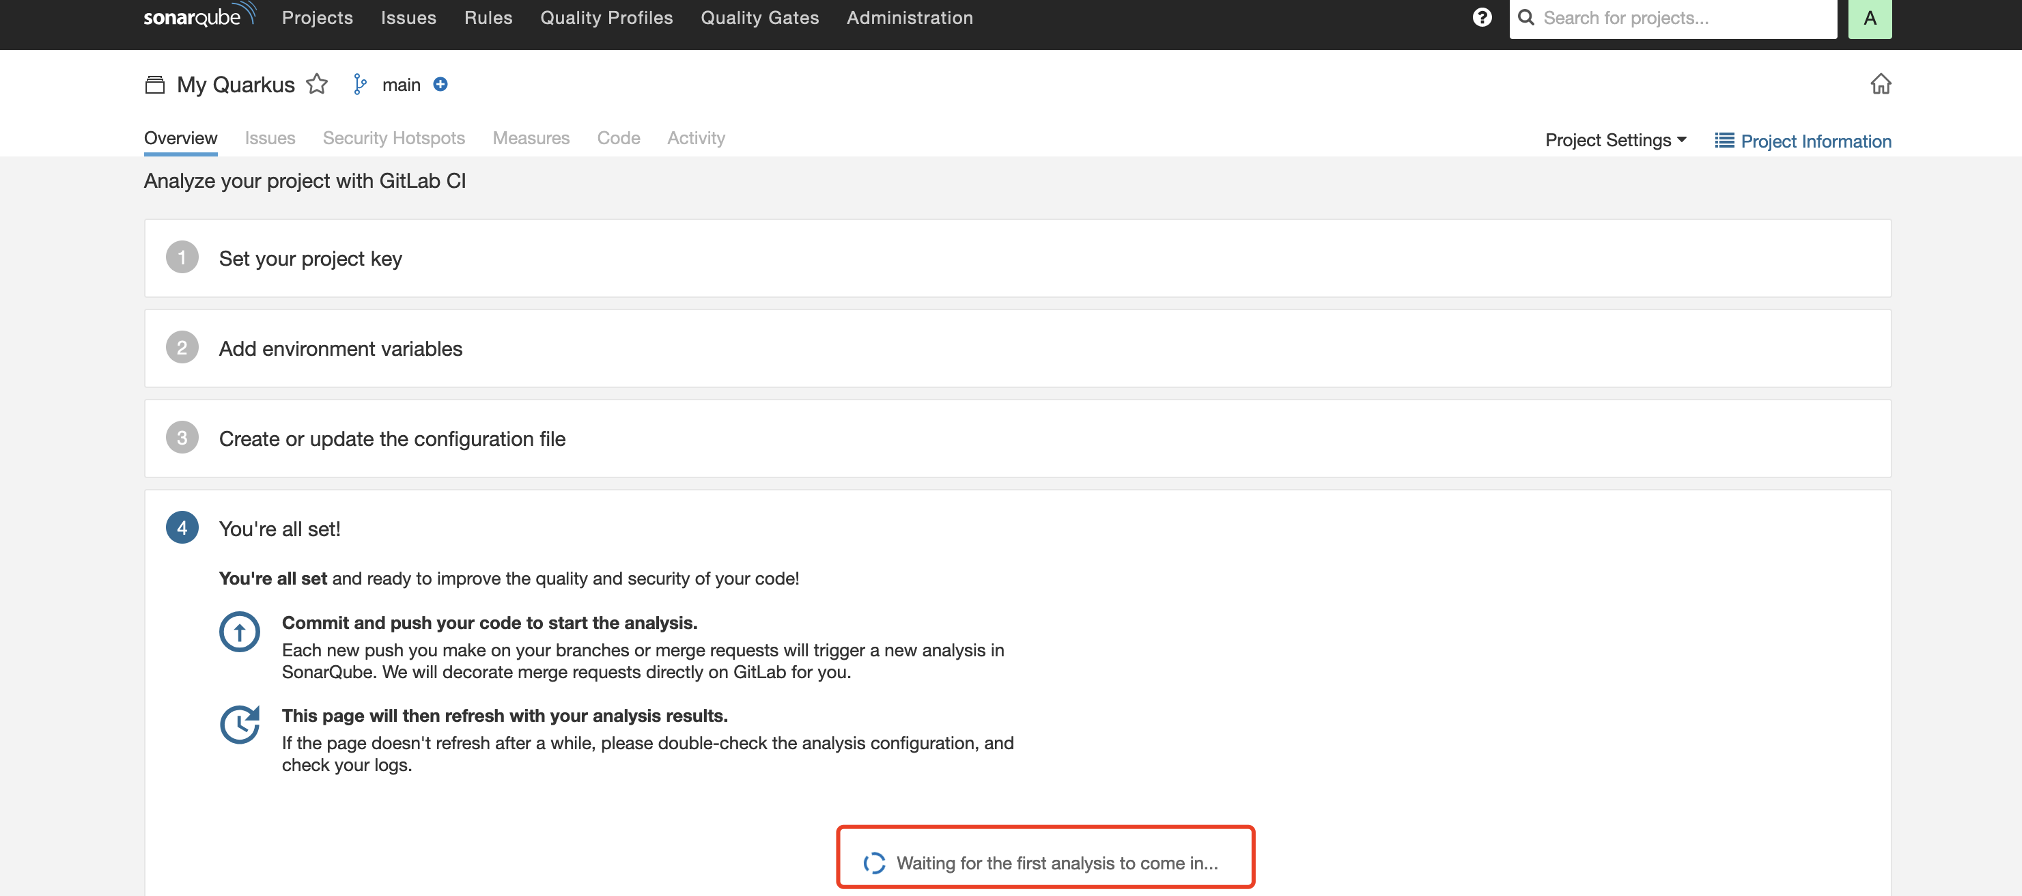 sonarqube Projects Issues Rules Quality Profiles Quality Gates Administration ? Search for projects... A
My Quarkus main
Overview Issues Security Hotspots Measures Code Activity Project Settings Project Information
Analyze your project with GitLab CI
1 Set your project key
2 Add environment variables
3 Create or update the configuration file
4 You're all set!
You're all set and ready to improve the quality and security of your code!
Commit and push your code to start the analysis.
Each new push you make on your branches or merge requests will trigger a new analysis in
SonarQube. We will decorate merge requests directly on GitLab for you.
This page will then refresh with your analysis results.
If the page doesn't refresh after a while, please double-check the analysis configuration, and
check your logs.
Waiting for the first analysis to come in...